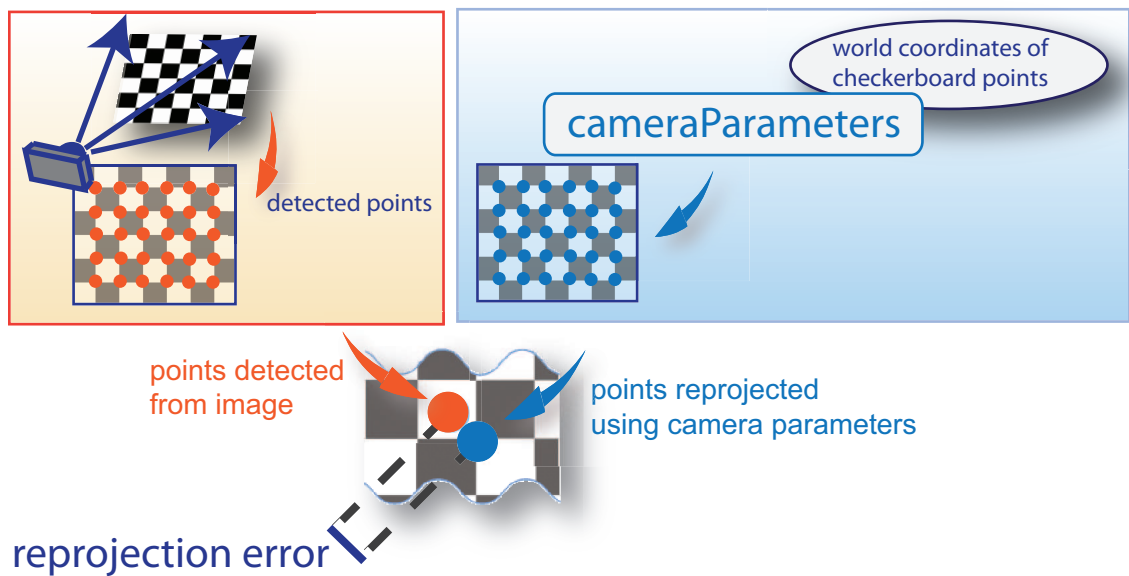 detected points
world coordinates of
checkerboard points
cameraParameters
points detected
from image
points reprojected
using camera parameters
reprojection error